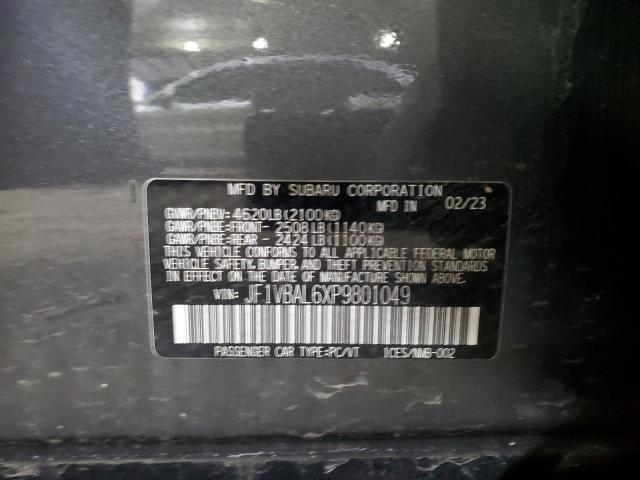 MFD BY SUBARU CORPORATION
MFD IN 02/23
GVWR/PNBV- 4620LB(2100KG)
GAWR/PNBE-FRONT- 2508LB(1140KG)
GAWR/PNBE-REAR - 2424LB(1100KG)
THIS VEHICLE CONFORMS TO ALL APPLICABLE FEDERAL MOTOR
VEHICLE SAFETY, BUMPER, AND THEFT PREVENTION STANDARDS
IN EFFECT ON THE DATE OF MANUFACTURE SHOWN ABOVE.
VIN: JF1VBAL6XP9801049
PASSENGER CAR TYPE:PC/VT ICES/NMB-002